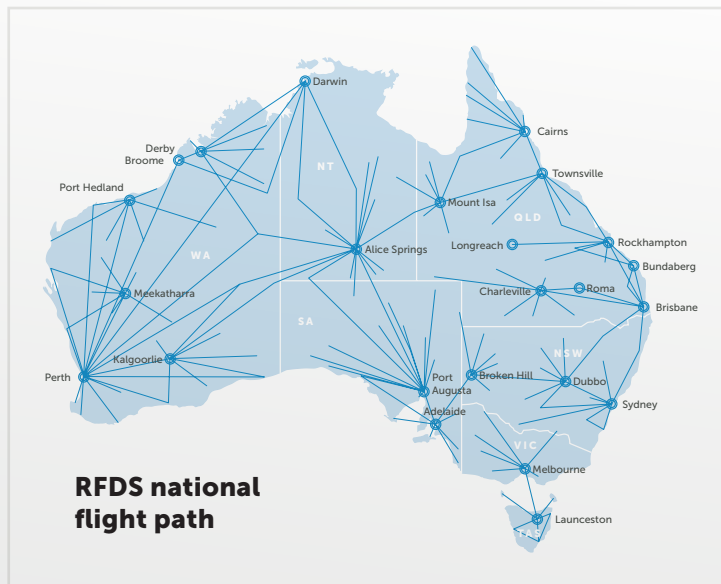 Darwin
Derby
Broome
Cairns
NT
Townsville
Port Hedland
Mount Isa
QLD
Longreach
Rockhampton
WA
Alice Springs
Bundaberg
Meekatharra
Charleville
Roma
Brisbane
SA
NSW
Kalgoorlie
Perth
Port
Augusta
Broken Hill
Dubbo
Adelaide
Sydney
VIC
Melbourne
RFDS national
flight path
Launceston
TAS